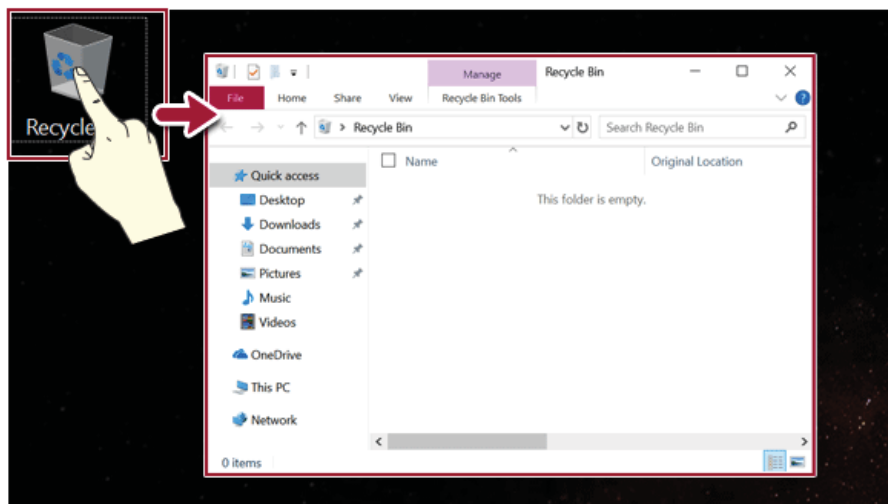 Recycle
Manage
Recycle Bin
File
Home
Share
View
Recycle Bin Tools
?
> Recycle Bin
Search Recycle Bin
Name
Original Location
Quick access
This folder is empty.
Desktop
Downloads
Documents
Pictures
Music
Videos
OneDrive
This PC
Network
0 items